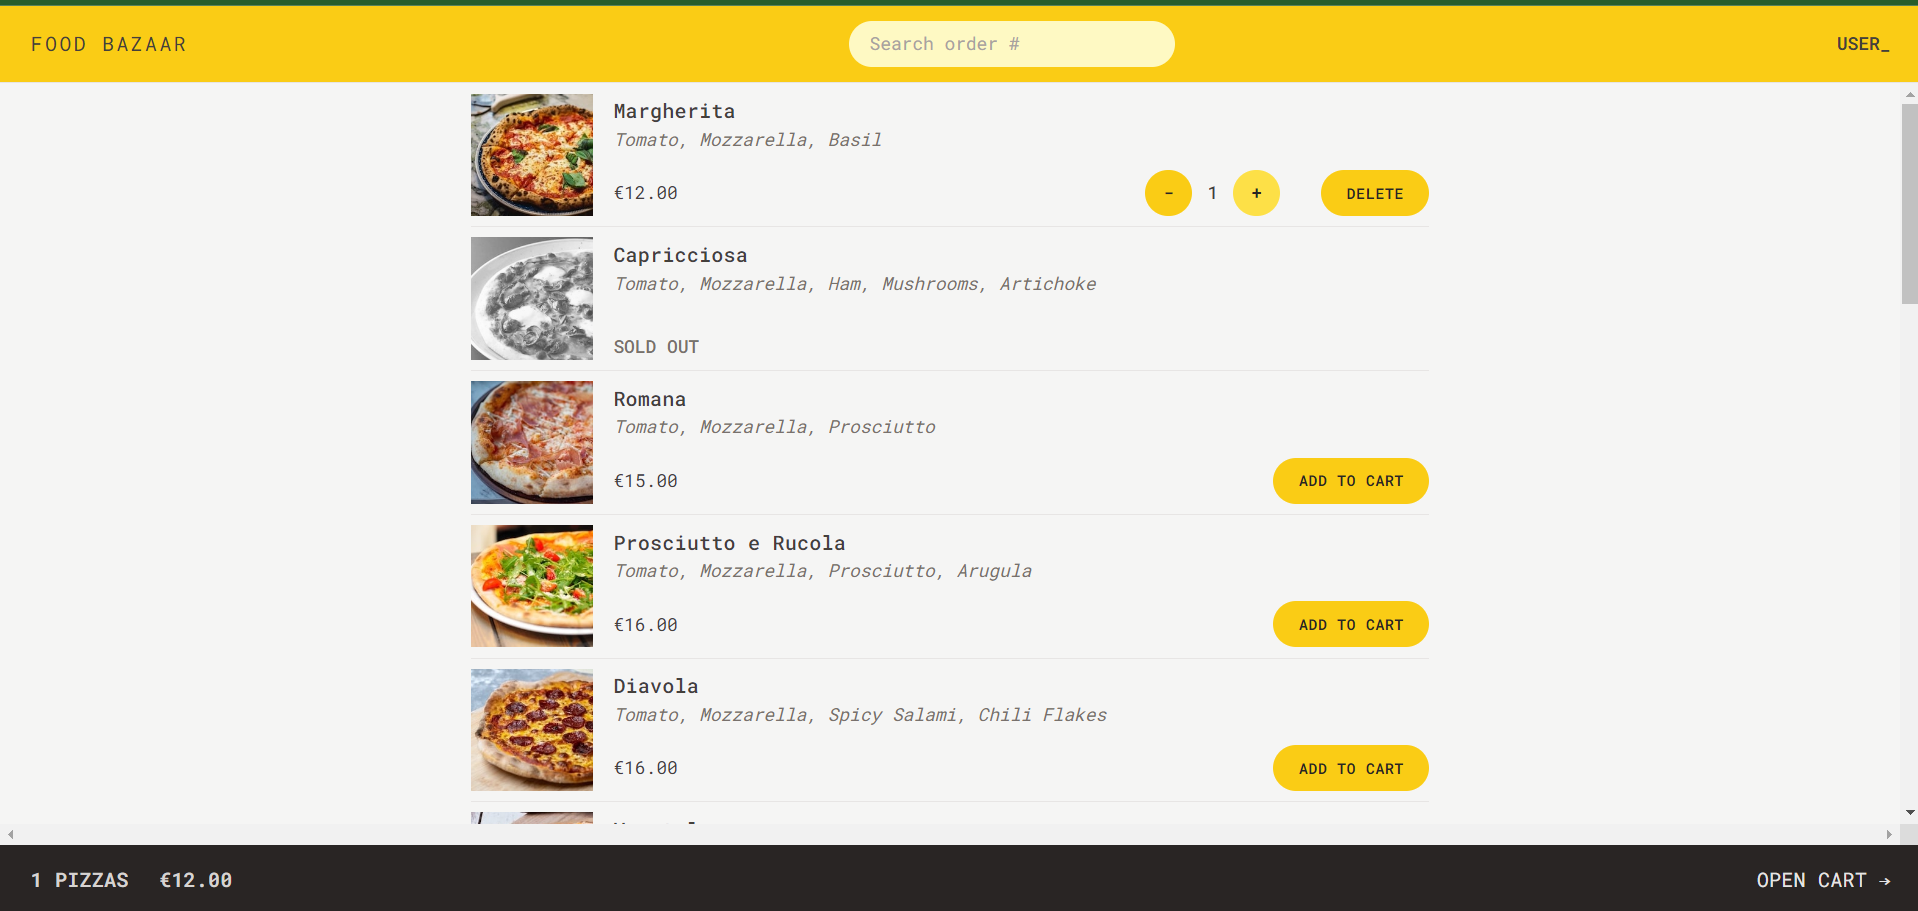 FOOD BAZAAR
Search order #
USER_
Margherita
Tomato, Mozzarella, Basil
€12.00
-
1
+
DELETE
Capricciosa
Tomato, Mozzarella, Ham, Mushrooms, Artichoke
SOLD OUT
Romana
Tomato, Mozzarella, Prosciutto
€15.00
ADD TO CART
Prosciutto e Rucola
Tomato, Mozzarella, Prosciutto, Arugula
€16.00
ADD TO CART
Diavola
Tomato, Mozzarella, Spicy Salami, Chili Flakes
€16.00
ADD TO CART
1 PIZZAS
€12.00
OPEN CART →